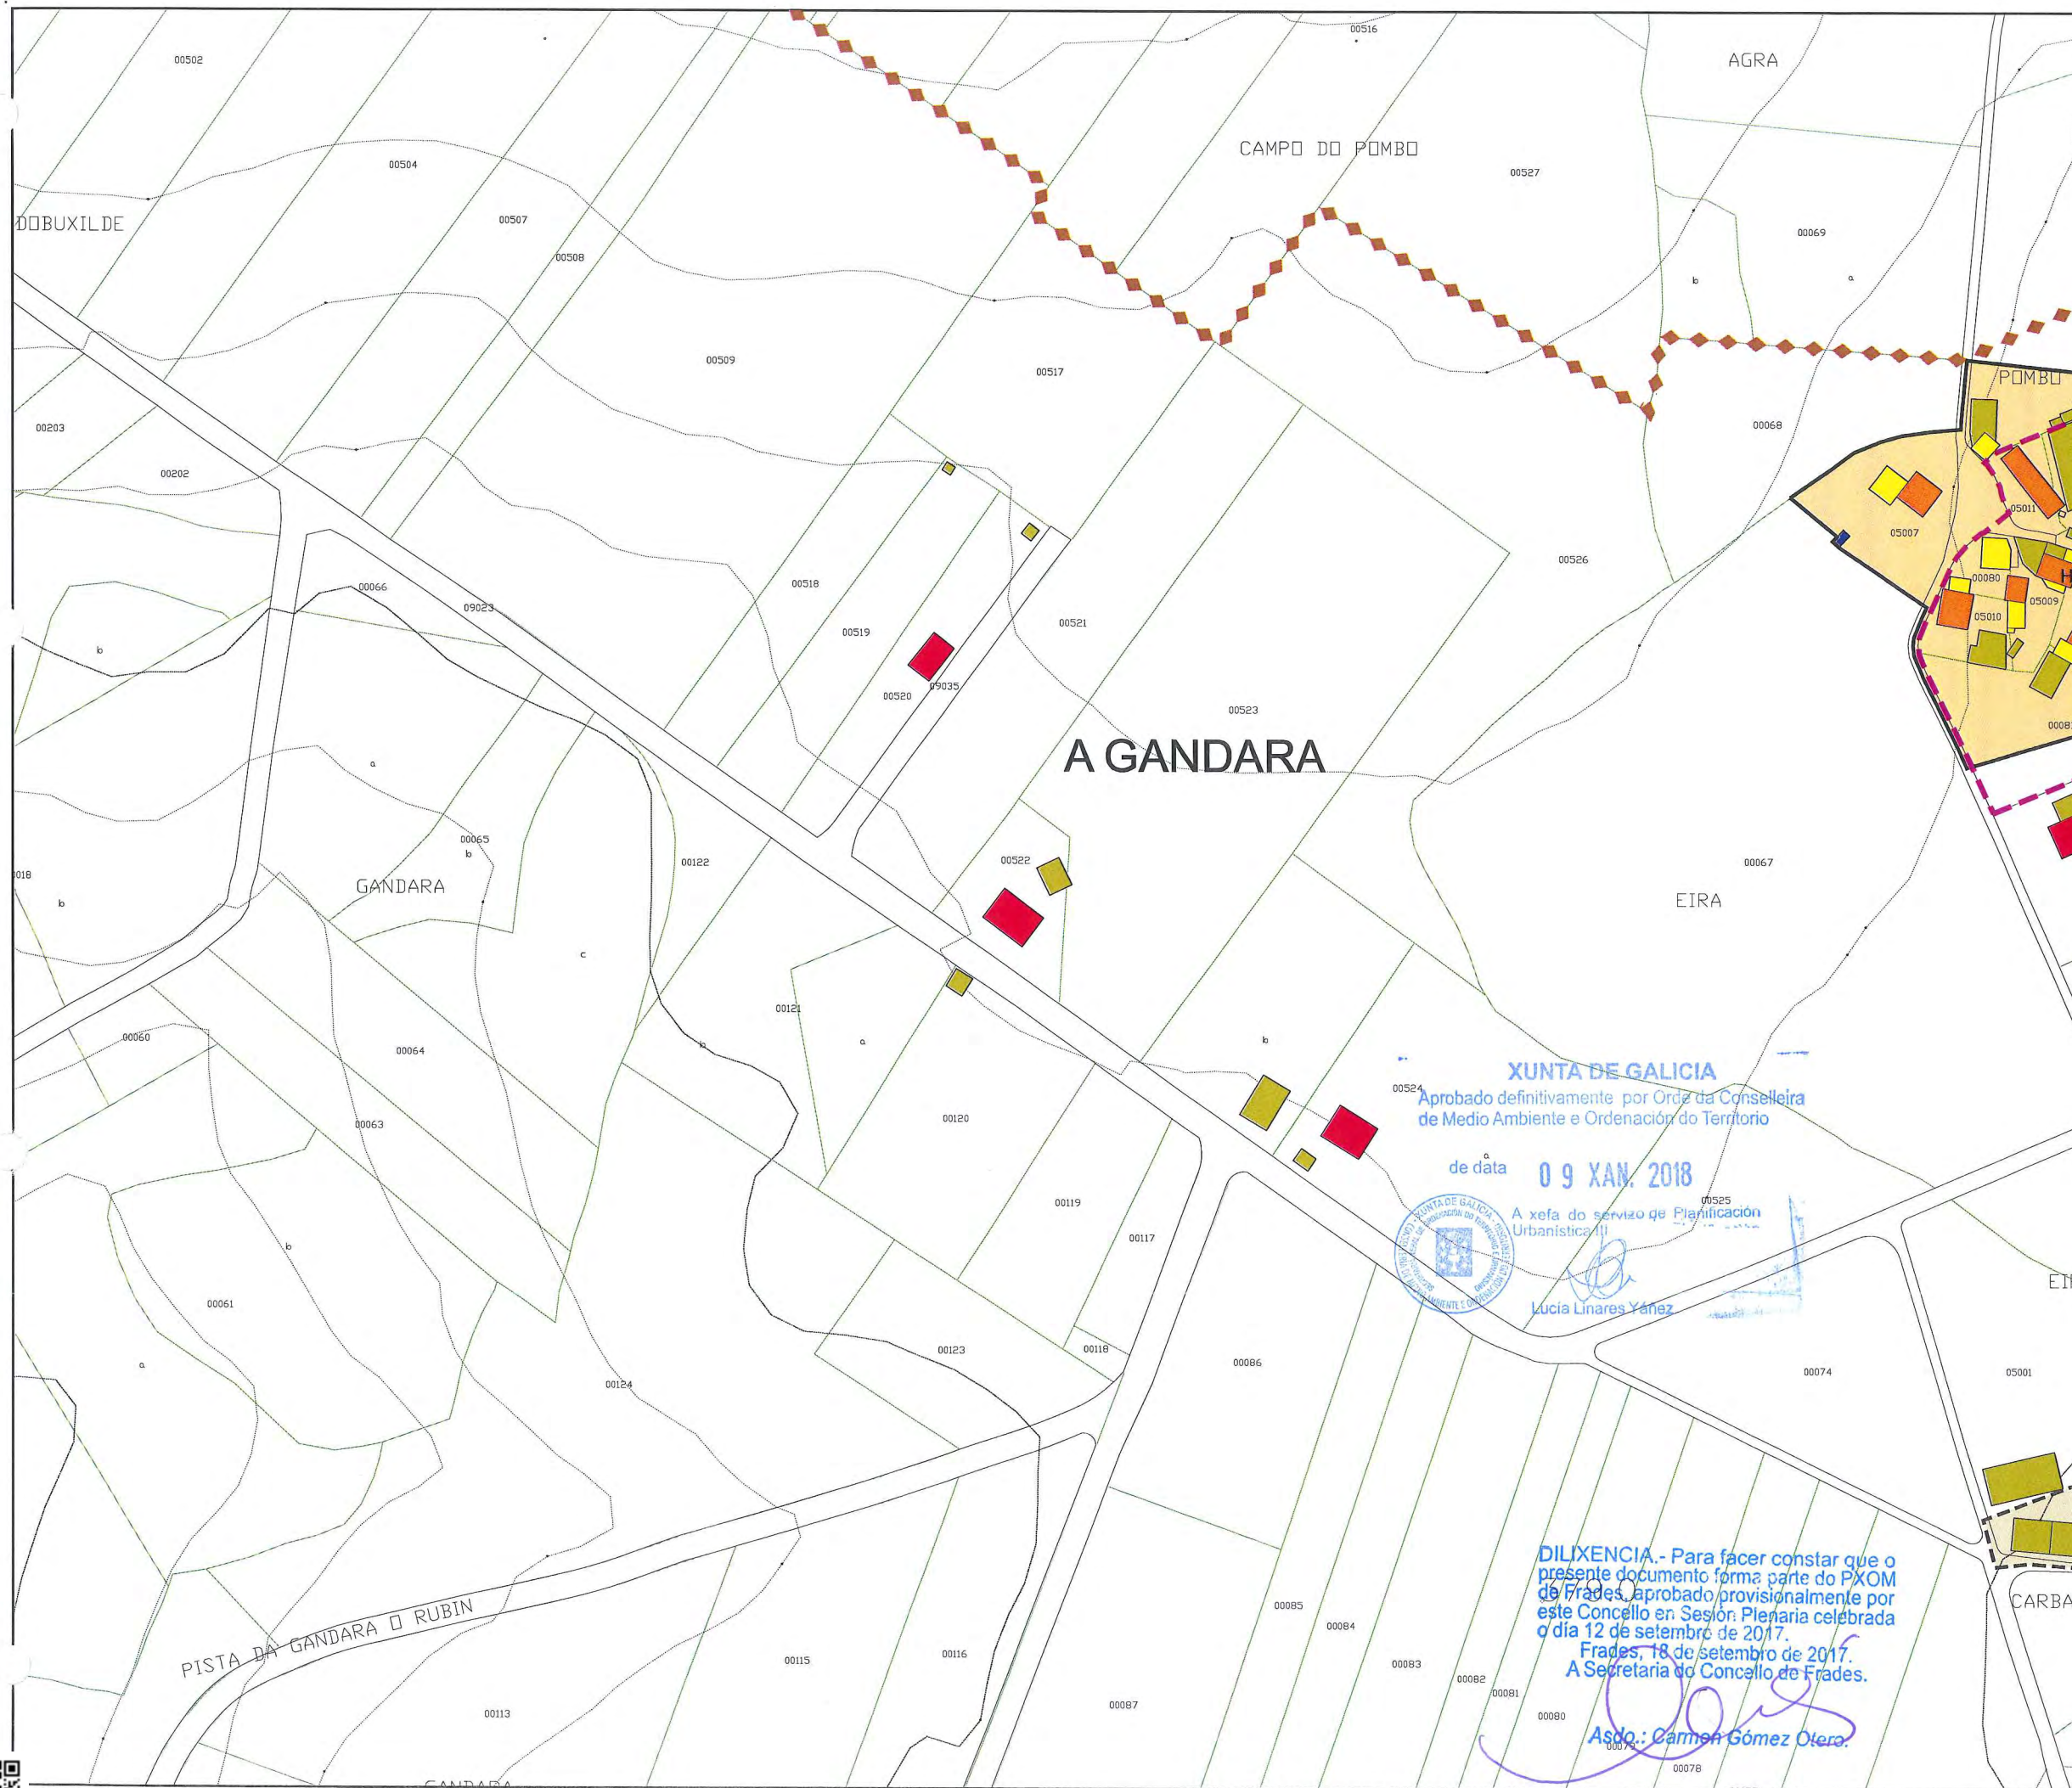 00516
00502
AGRA
CAMPO DO POMBO
00504
00527
00507
DOBUXILDE
00069
00508
b
a
00509
00517
POMBO
00203
00068
00202
05011
05007
00526
00080
00518
00066
05009
09023
05010
00521
00519
b
09035
00520
00523
0008
A GANDARA
a
00065
b
00522
00122
00067
018
GANDARA
b
EIRA
c
00121
00060
a
b
b
00064
XUNTA DE GALICIA
00524
Aprobado definitivamente por Orde da Conselleira
de Medio Ambiente e Ordenación do Territorio
00120
00063
a
de data 09 XAN. 2018
00119
00525
A xefa do servizo de Planificación
Urbanística III
00117
b
EI
00061
Lucía Linares Yáñez
00118
00123
00086
a
00074
05001
00124
DILIXENCIA.- Para facer constar que o
presente documento forma parte do PXOM
de Frades, aprobado provisionalmente por
este Concello en Sesión Plenaria celebrada
o día 12 de setembro de 2017.
Frades, 18 de setembro de 2017.
A Secretaria do Concello de Frades.
Asdo.: Carmen Gómez Otero.
CARBA
00085
PISTA DA GANDARA O RUBIN
00084
00116
00115
00083
00082
00081
00087
00113
00080
00079
00078
GANDARA